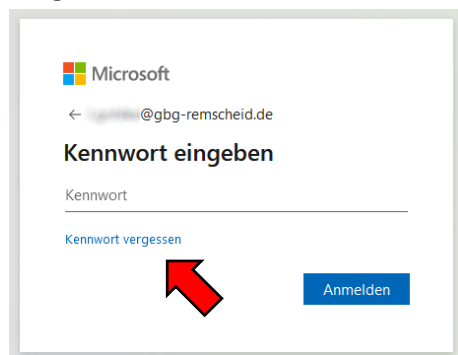 Microsoft
← @gbg-remscheid.de
Kennwort eingeben
Kennwort
Kennwort vergessen
Anmelden